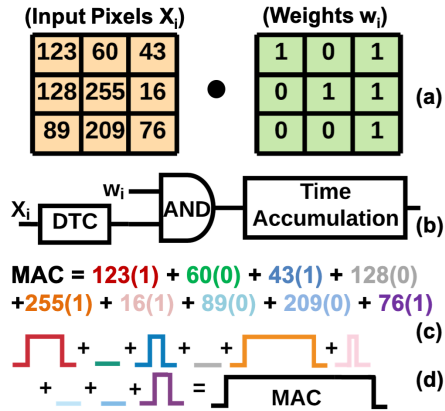 (Input Pixels Xi) (Weights wi)
123 60 43 1 0 1
128 255 16 0 1 1
89 209 76 0 0 1
(a)
Xi DTC wi AND Time Accumulation
(b)
MAC = 123(1) + 60(0) + 43(1) + 128(0)
+255(1) + 16(1)+ 89(0) + 209(0) + 76(1)
(c)
+ + + + +
(d)
+ + + = MAC